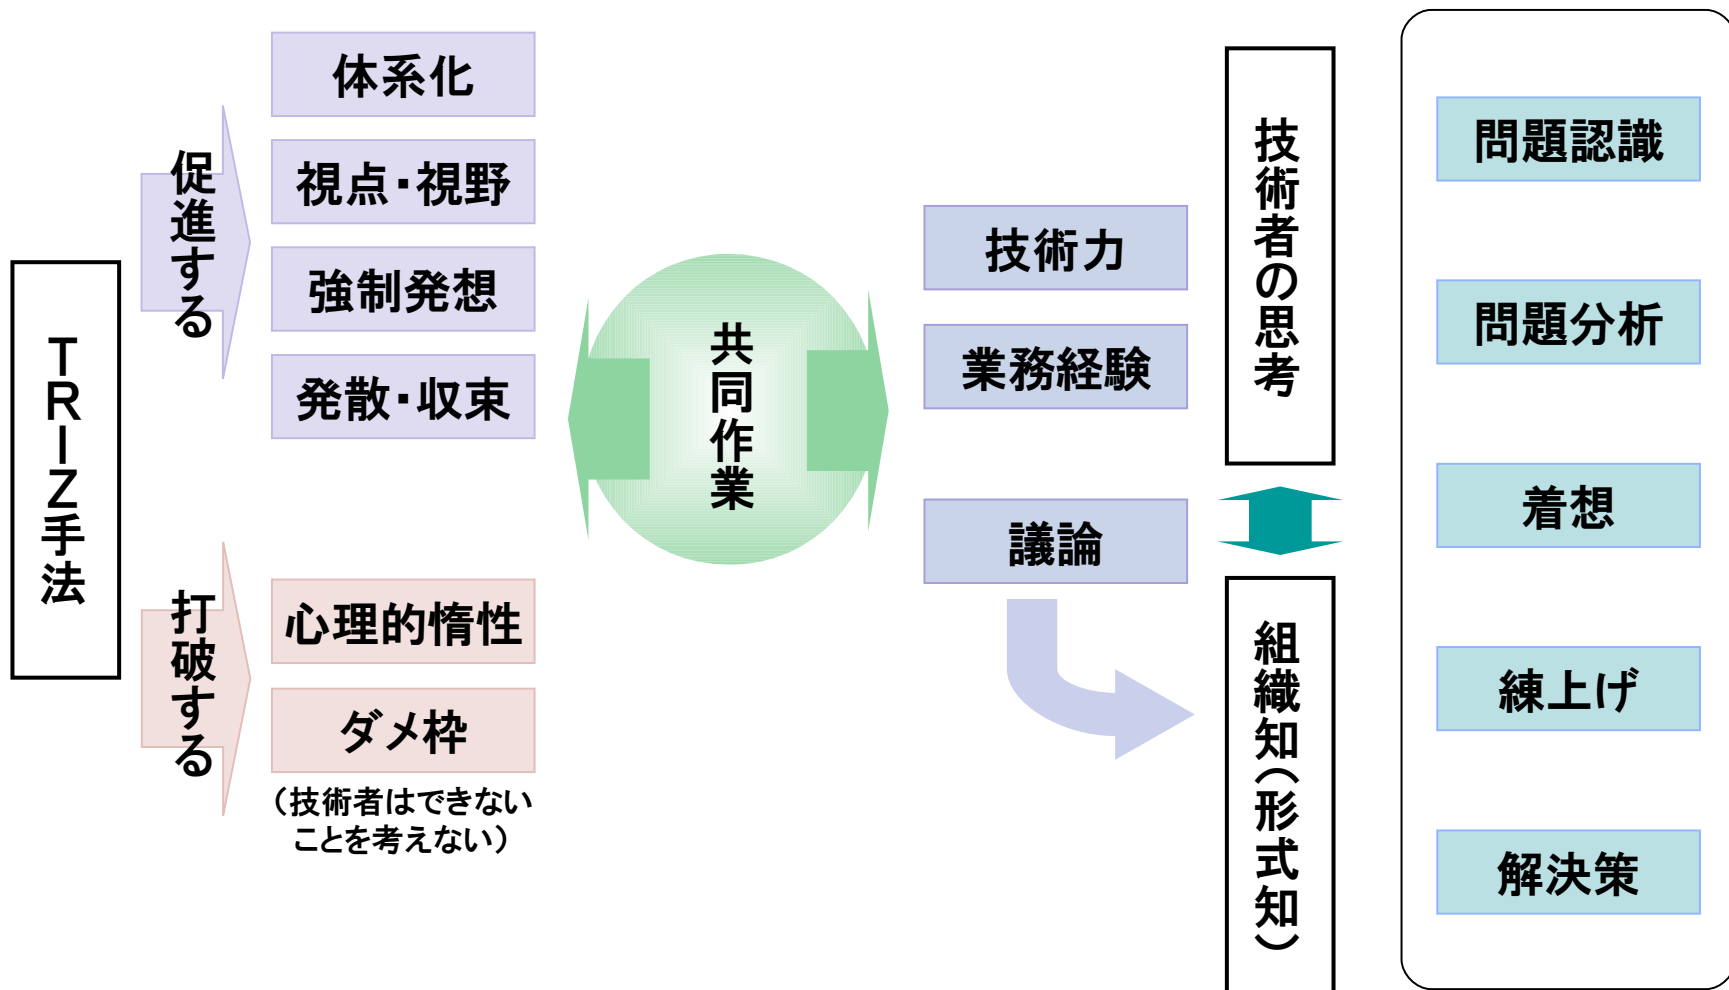 TRIZ手法
促進する
体系化
視点・視野
強制発想
発散・収束
打破する
心理的惰性
ダメ枠
（技術者はできない
ことを考えない）
共同作業
技術力
業務経験
議論
技術者の思考
組織知（形式知）
問題認識
問題分析
着想
練上げ
解決策